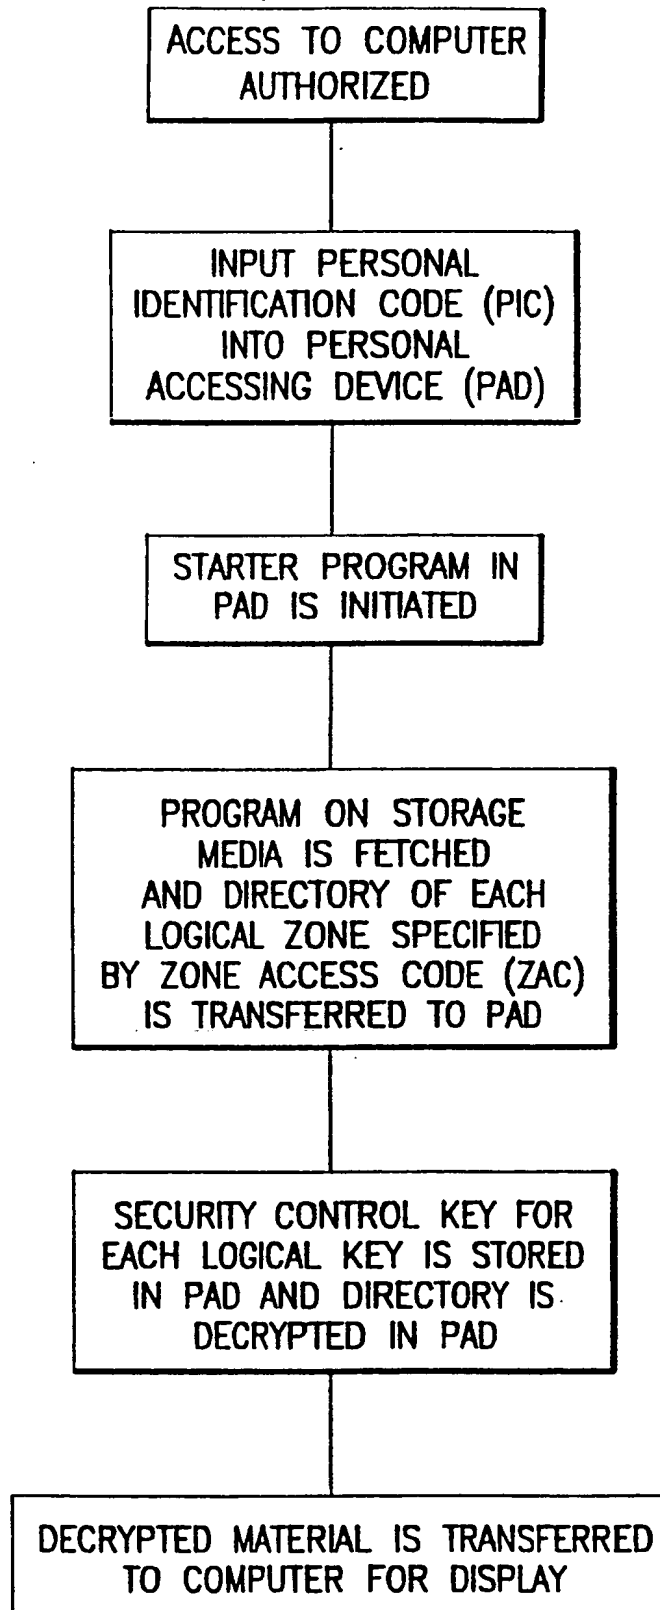 ACCESS TO COMPUTER
AUTHORIZED
INPUT PERSONAL
IDENTIFICATION CODE (PIC)
INTO PERSONAL
ACCESSING DEVICE (PAD)
STARTER PROGRAM IN
PAD IS INITIATED
PROGRAM ON STORAGE
MEDIA IS FETCHED
AND DIRECTORY OF EACH
LOGICAL ZONE SPECIFIED
BY ZONE ACCESS CODE (ZAC)
IS TRANSFERRED TO PAD
SECURITY CONTROL KEY FOR
EACH LOGICAL KEY IS STORED
IN PAD AND DIRECTORY IS
DECRYPTED IN PAD
DECRYPTED MATERIAL IS TRANSFERRED
TO COMPUTER FOR DISPLAY